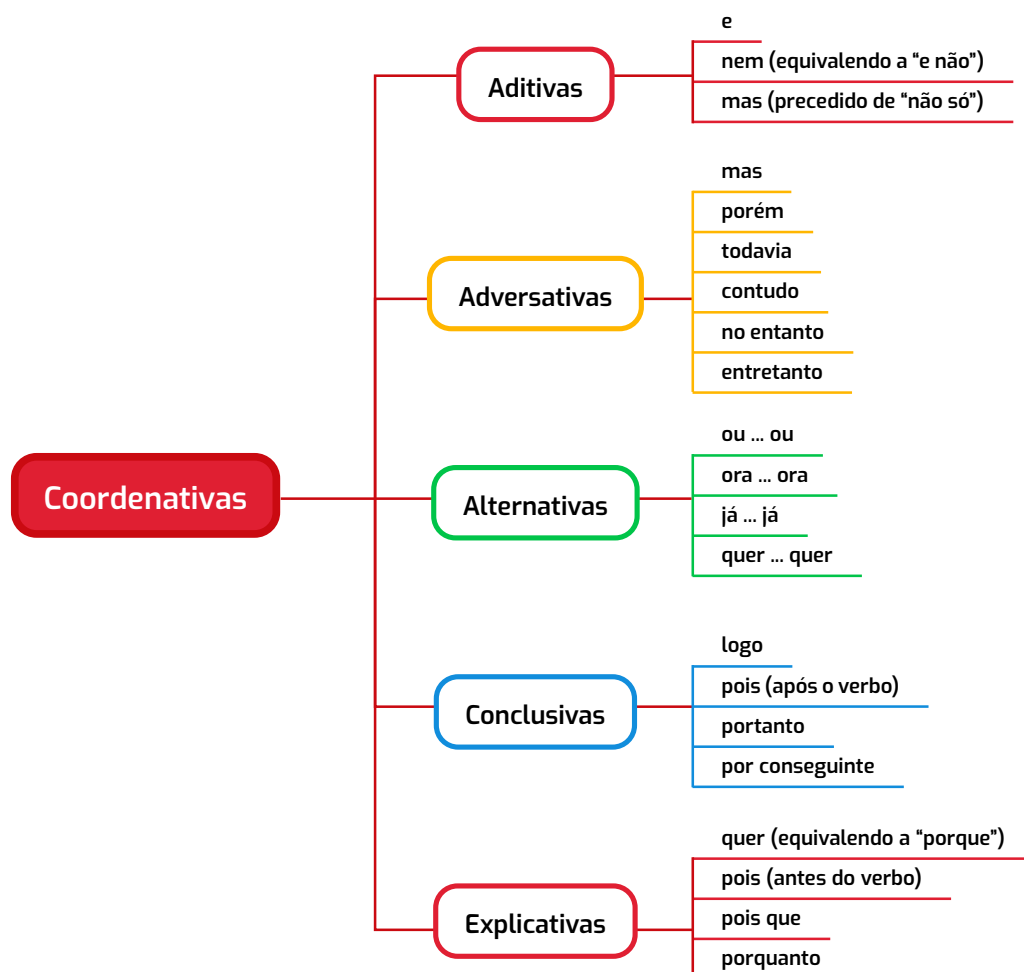 Coordenativas
Aditivas
e
nem (equivalendo a “e não”)
mas (precedido de “não só”)
Adversativas
mas
porém
todavia
contudo
no entanto
entretanto
Alternativas
ou ... ou
ora ... ora
já ... já
quer ... quer
Conclusivas
logo
pois (após o verbo)
portanto
por conseguinte
Explicativas
quer (equivalendo a “porque”)
pois (antes do verbo)
pois que
porquanto